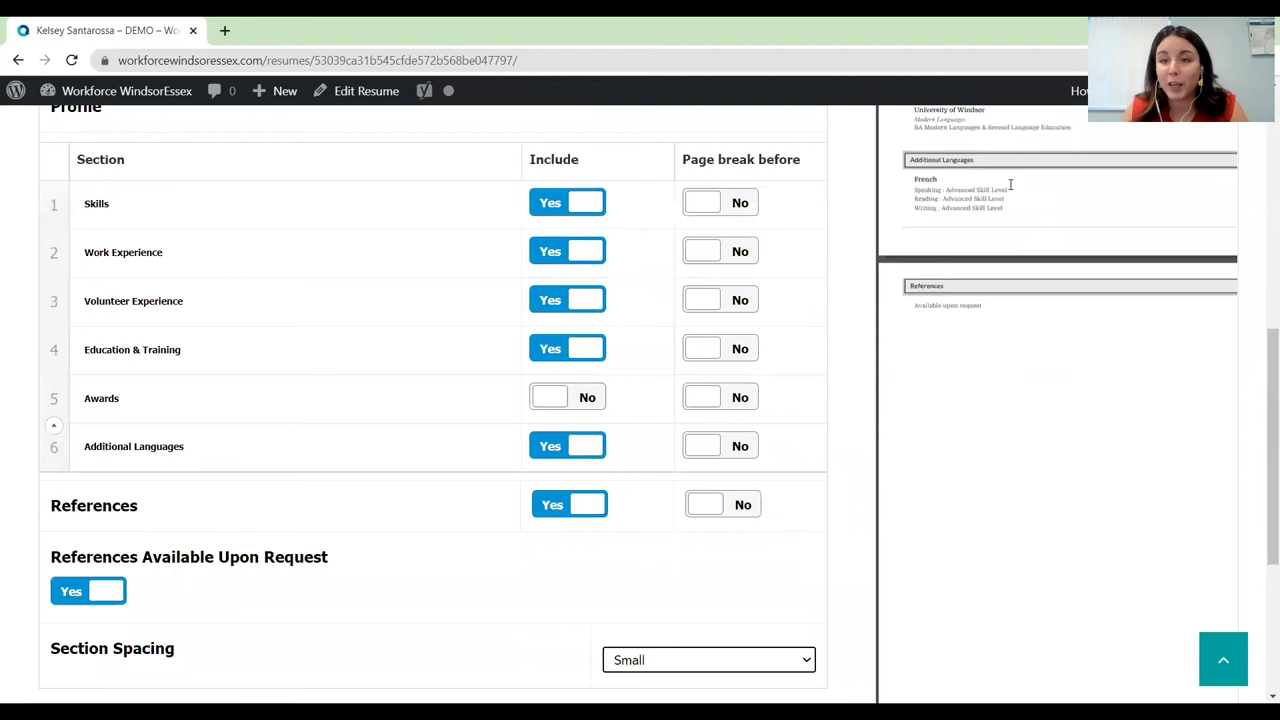 Kelsey Santarossa – DEMO – Wo
workforcewindsoressex.com/resumes/53039ca31b545cfde572b568be047797/
Workforce WindsorEssex 0 New Edit Resume How
Profile
Section Include Page break before
1 Skills Yes No
2 Work Experience Yes No
3 Volunteer Experience Yes No
4 Education & Training Yes No
5 Awards No No
6 Additional Languages Yes No
References Yes No
References Available Upon Request
Yes
Section Spacing Small
University of Windsor
Modern Languages
BA Modern Languages & Second Language Education
Additional Languages
French
Speaking : Advanced Skill Level
Reading : Advanced Skill Level
Writing : Advanced Skill Level
References
Available upon request